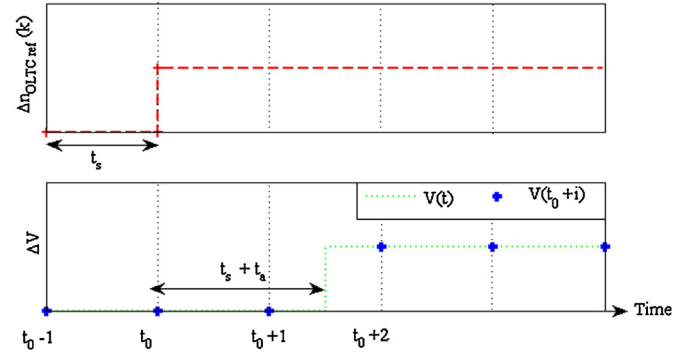 Δn_OLTC ref (k)
t_s
V(t)
V(t_0 +i)
ΔV
t_s + t_a
Time
t_0 -1
t_0
t_0 +1
t_0 +2